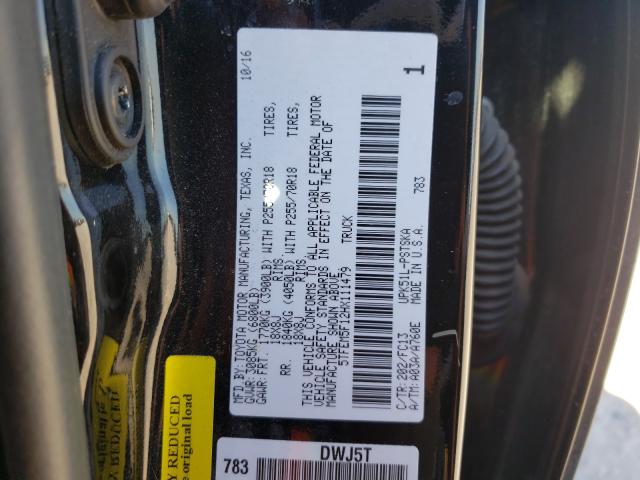 MFD.BY:TOYOTA MOTOR MANUFACTURING, TEXAS, INC. 10/16
GVWR:3085KG (6800LB)
GAWR:FRT. 1770KG (3900LB) WITH P255/70R18 TIRES,
18X8J RIMS,
RR. 1840KG (4050LB) WITH P255/70R18 TIRES,
18X8J RIMS.
THIS VEHICLE CONFORMS TO ALL APPLICABLE FEDERAL MOTOR
VEHICLE SAFETY STANDARDS IN EFFECT ON THE DATE OF
MANUFACTURE SHOWN ABOVE.
5TFEM5F12HX111479 TRUCK
1
C/TR:202/FC13 UPK51L-PSTSKA
A/TM:A03A/A760E MADE IN U.S.A. 783
REDUCED
Y REDUCED
e original load
783 DWJ5T